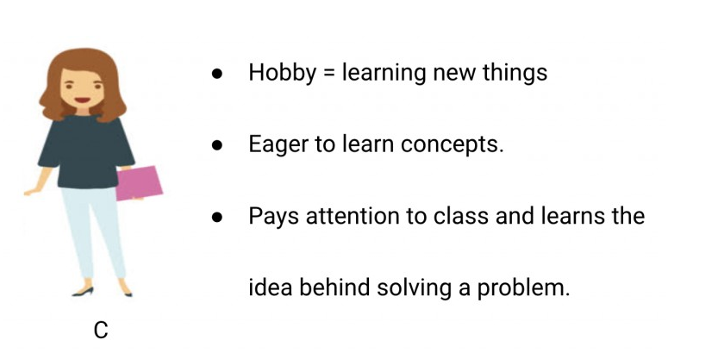 ● Hobby = learning new things
● Eager to learn concepts.
● Pays attention to class and learns the
idea behind solving a problem.
C